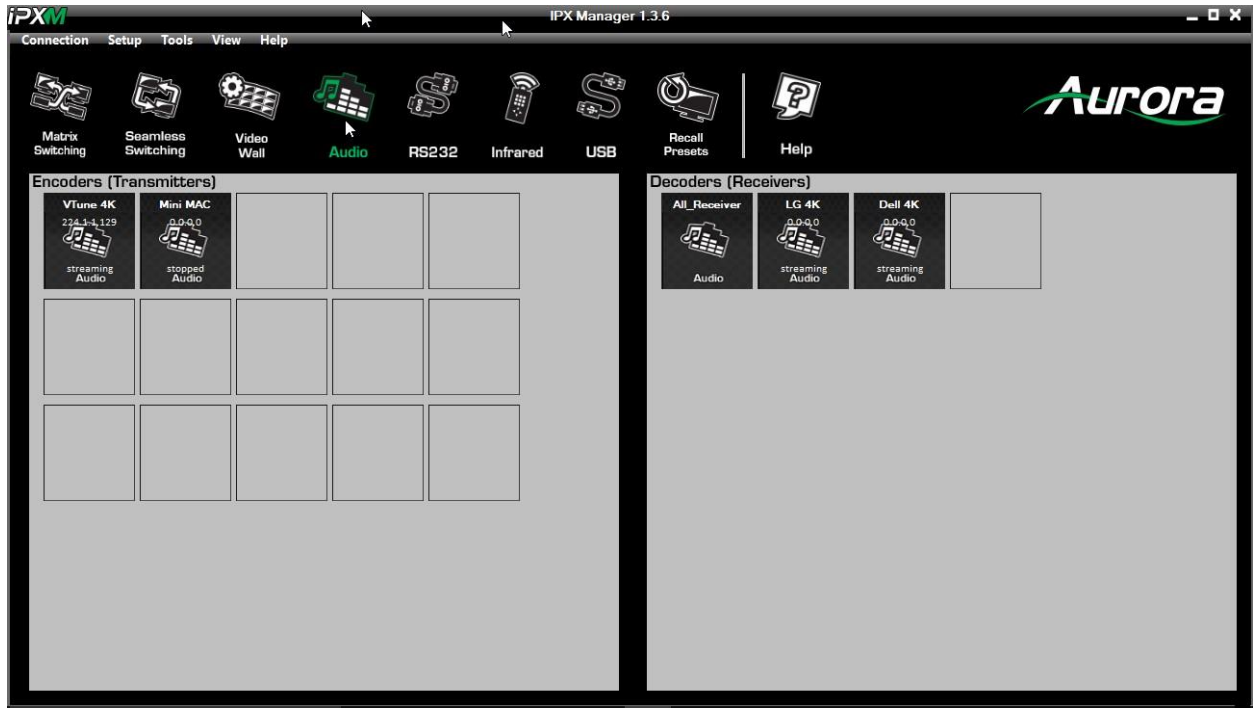 IPXM
IPX Manager 1.3.6
Connection Setup Tools View Help
Matrix
Switching
Seamless
Switching
Video
Wall
Audio
RS232
Infrared
USB
Recall
Presets
Help
Aurora
Encoders (Transmitters)
VTune 4K
224.1.1.129
streaming
Audio
Mini MAC
0.0.0.0
stopped
Audio
Decoders (Receivers)
All_Receiver
Audio
LG 4K
0.0.0.0
streaming
Audio
Dell 4K
0.0.0.0
streaming
Audio